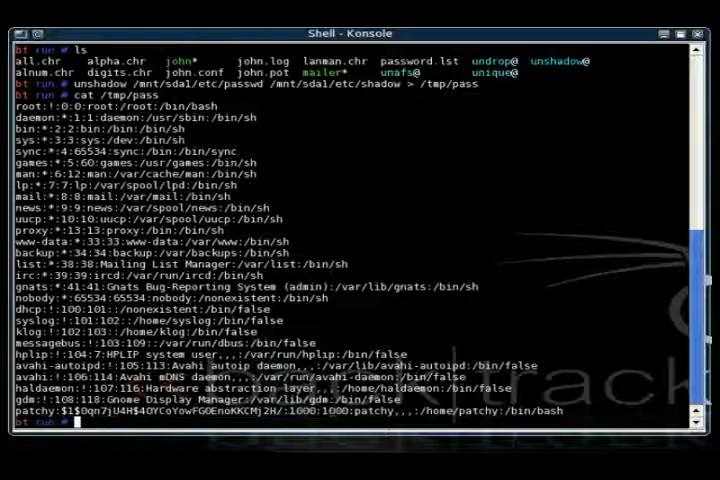 Shell - Konsole
bt run # ls
all.chr alpha.chr john* john.log lanman.chr password.lst undrop@ unshadow@
alnum.chr digits.chr john.conf john.pot mailer* unafs@ unique@
bt run # unshadow /mnt/sda1/etc/passwd /mnt/sda1/etc/shadow > /tmp/pass
bt run # cat /tmp/pass
root:!:0:0:root:/root:/bin/bash
daemon:*:1:1:daemon:/usr/sbin:/bin/sh
bin:*:2:2:bin:/bin:/bin/sh
sys:*:3:3:sys:/dev:/bin/sh
sync:*:4:65534:sync:/bin:/bin/sync
games:*:5:60:games:/usr/games:/bin/sh
man:*:6:12:man:/var/cache/man:/bin/sh
lp:*:7:7:lp:/var/spool/lpd:/bin/sh
mail:*:8:8:mail:/var/mail:/bin/sh
news:*:9:9:news:/var/spool/news:/bin/sh
uucp:*:10:10:uucp:/var/spool/uucp:/bin/sh
proxy:*:13:13:proxy:/bin:/bin/sh
www-data:*:33:33:www-data:/var/www:/bin/sh
backup:*:34:34:backup:/var/backups:/bin/sh
list:*:38:38:Mailing List Manager:/var/list:/bin/sh
irc:*:39:39:ircd:/var/run/ircd:/bin/sh
gnats:*:41:41:Gnats Bug-Reporting System (admin):/var/lib/gnats:/bin/sh
nobody:*:65534:65534:nobody:/nonexistent:/bin/sh
dhcp:!:100:101::/nonexistent:/bin/false
syslog:!:101:102::/home/syslog:/bin/false
klog:!:102:103::/home/klog:/bin/false
messagebus:!:103:109::/var/run/dbus:/bin/false
hplip:!:104:7:HPLIP system user,,,:/var/run/hplip:/bin/false
avahi-autoipd:!:105:113:Avahi autoip daemon,,,:/var/lib/avahi-autoipd:/bin/false
avahi:!:106:114:Avahi mDNS daemon,,,:/var/run/avahi-daemon:/bin/false
haldaemon:!:107:116:Hardware abstraction layer,,,:/home/haldaemon:/bin/false
gdm:!:108:118:Gnome Display Manager:/var/lib/gdm:/bin/false
patchy:$1$0qn7jU4H$4OYCoYowFG0EnoKKCMj2H/:1000:1000:patchy,,,:/home/patchy:/bin/bash
bt run #
track